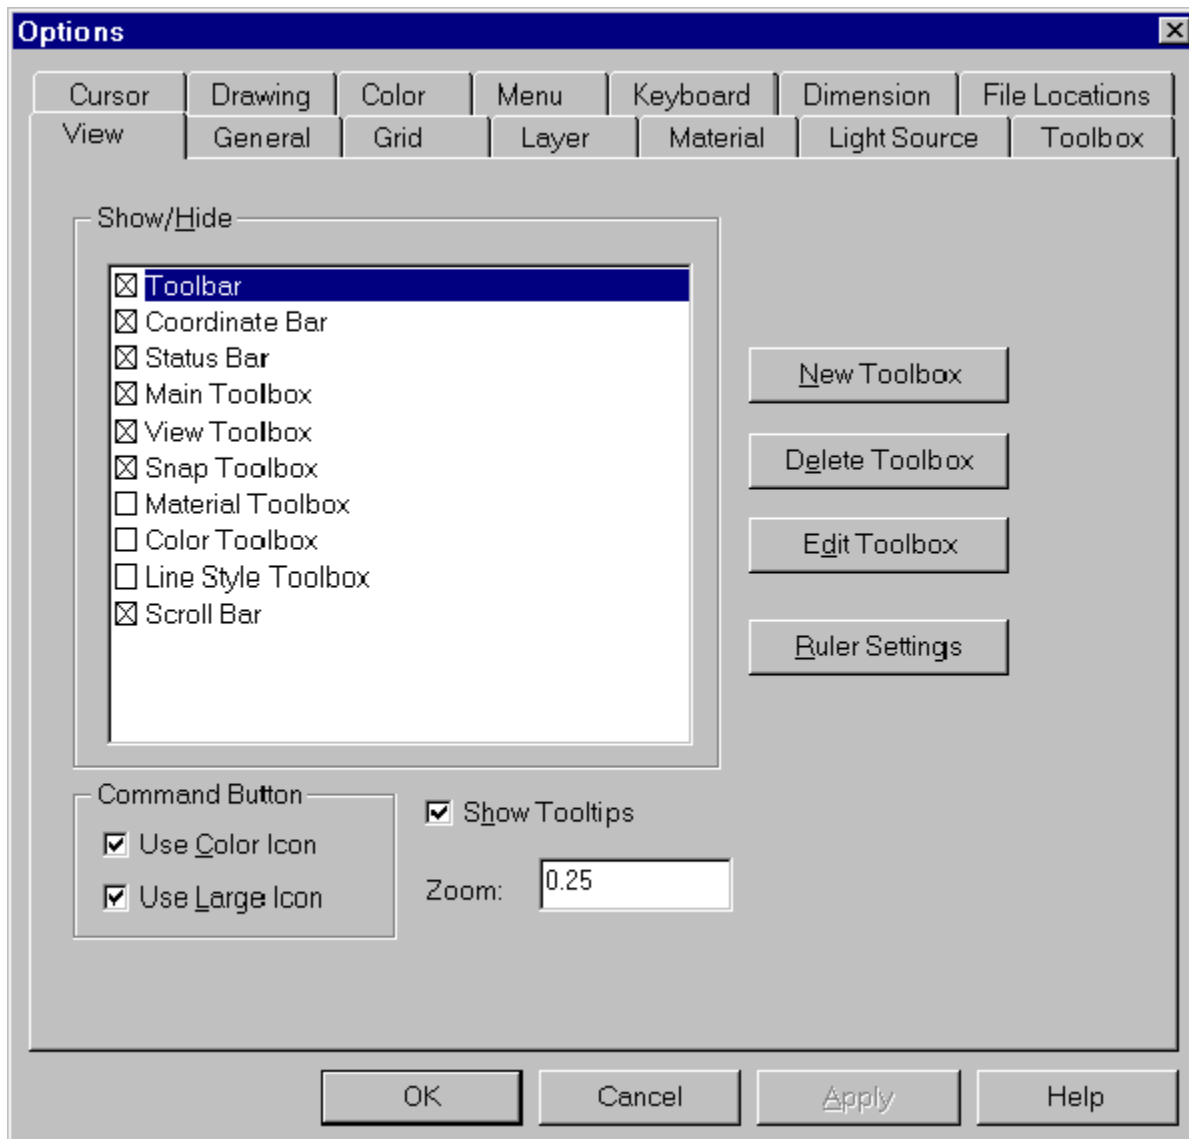 Options
Cursor Drawing Color Menu Keyboard Dimension File Locations
View General Grid Layer Material Light Source Toolbox
Show/Hide
Toolbar
Coordinate Bar
Status Bar
Main Toolbox
View Toolbox
Snap Toolbox
Material Toolbox
Color Toolbox
Line Style Toolbox
Scroll Bar
New Toolbox
Delete Toolbox
Edit Toolbox
Ruler Settings
Command Button
Use Color Icon
Use Large Icon
Show Tooltips
Zoom: 0.25
OK Cancel Apply Help